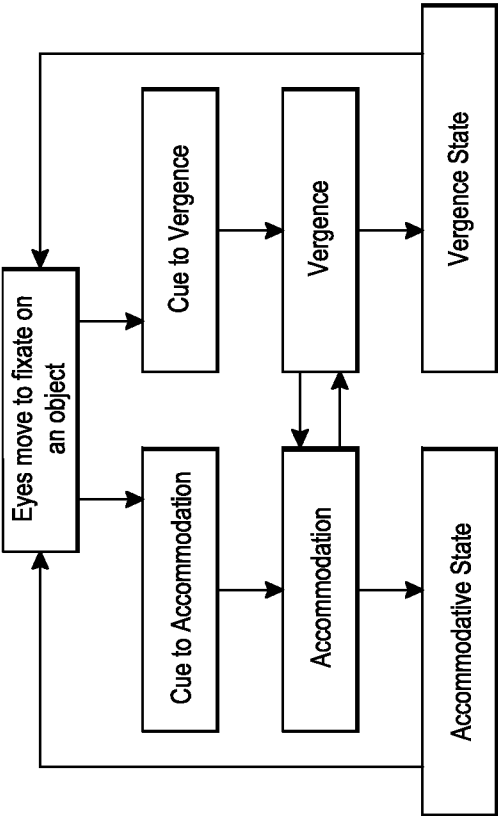 Eyes move to fixate on
an object
Cue to Accommodation
Cue to Vergence
Accommodation
Vergence
Accommodative State
Vergence State